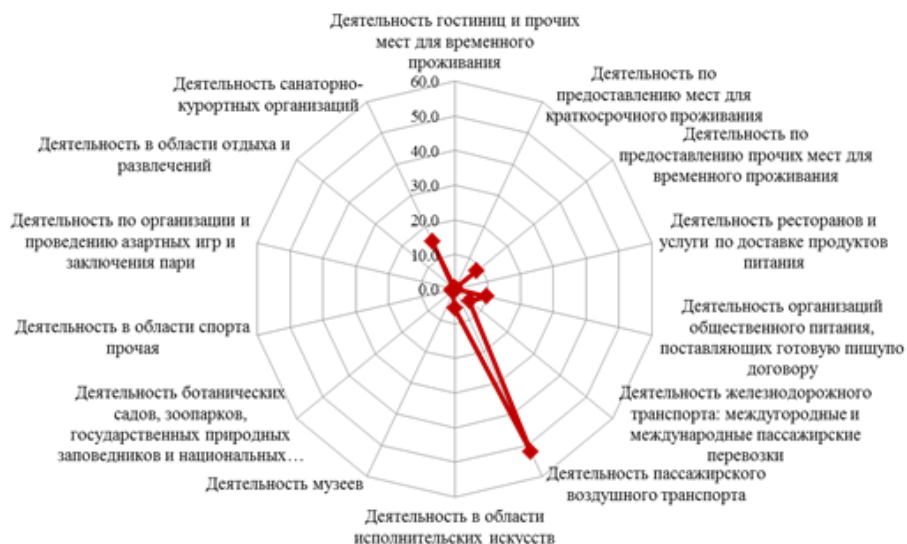 Деятельность гостиниц и прочих
мест для временного
проживания
Деятельность по
предоставлению мест для
краткосрочного проживания
Деятельность по
предоставлению прочих мест для
временного проживания
Деятельность ресторанов и
услуги по доставке продуктов
питания
Деятельность организаций
общественного питания,
поставляющих готовую пищупо
договору
Деятельность железнодорожного
транспорта: междугородные и
международные пассажирские
перевозки
Деятельность пассажирского
воздушного транспорта
Деятельность в области
исполнительских искусств
Деятельность музеев
Деятельность ботанических
садов, зоопарков,
государственных природных
заповедников и национальных…
Деятельность в области спорта
прочая
Деятельность по организации и
проведению азартных игр и
заключения пари
Деятельность в области отдыха и
развлечений
Деятельность санаторно-
курортных организаций
60.0
50.0
40.0
30.0
20.0
10.0
0.0